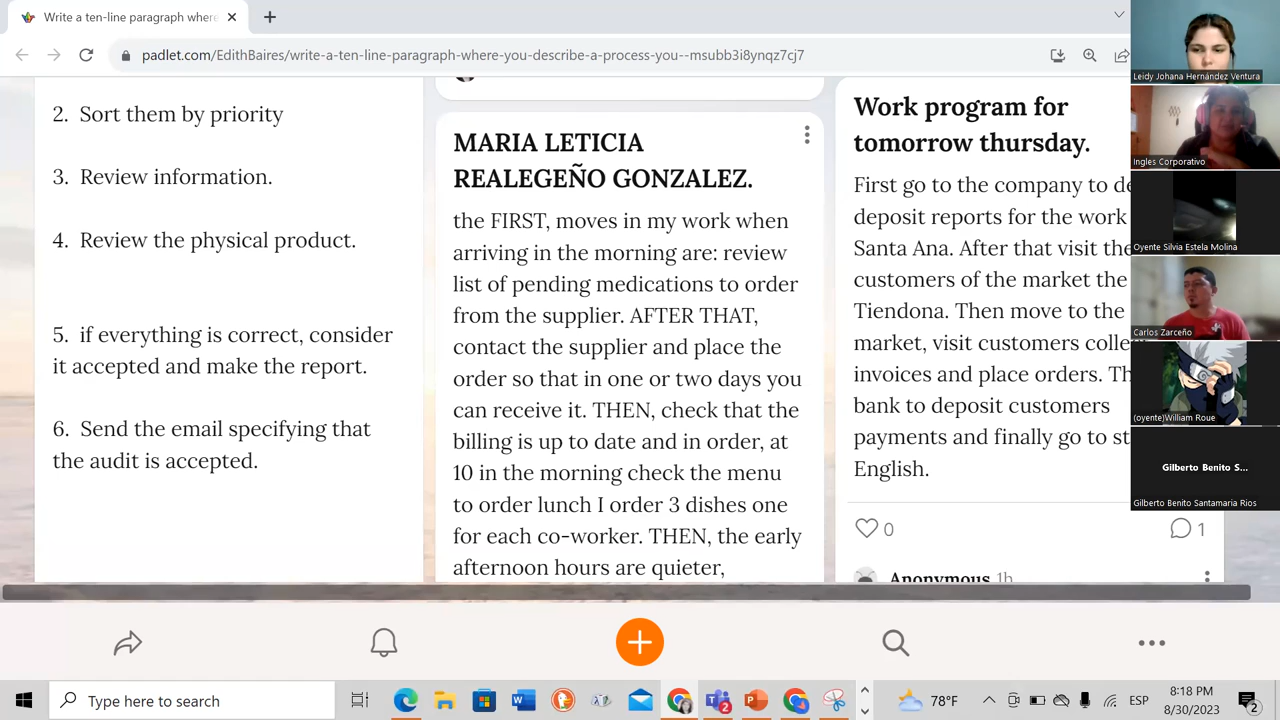 Write a ten-line paragraph where
padlet.com/EdithBaires/write-a-ten-line-paragraph-where-you-describe-a-process-you--msubb3i8ynqz7cj7
2. Sort them by priority
3. Review information.
4. Review the physical product.
5. if everything is correct, consider
it accepted and make the report.
6. Send the email specifying that
the audit is accepted.
MARIA LETICIA
REALEGEÑO GONZALEZ.
the FIRST, moves in my work when
arriving in the morning are: review
list of pending medications to order
from the supplier. AFTER THAT,
contact the supplier and place the
order so that in one or two days you
can receive it. THEN, check that the
billing is up to date and in order, at
10 in the morning check the menu
to order lunch I order 3 dishes one
for each co-worker. THEN, the early
afternoon hours are quieter,
Work program for
tomorrow thursday.
First go to the company to de
deposit reports for the work
Santa Ana. After that visit the
customers of the market the
Tiendona. Then move to the
market, visit customers colle
invoices and place orders. Th
bank to deposit customers
payments and finally go to st
English.
0
1
Anonymous 1h
Leidy Johana Hernández Ventura
Ingles Corporativo
Oyente Silvia Estela Molina
Carlos Zarceño
(oyente)William Roue
Gilberto Benito S...
Gilberto Benito Santamaria Rios
Type here to search
78°F
ESP
8:18 PM
8/30/2023
2